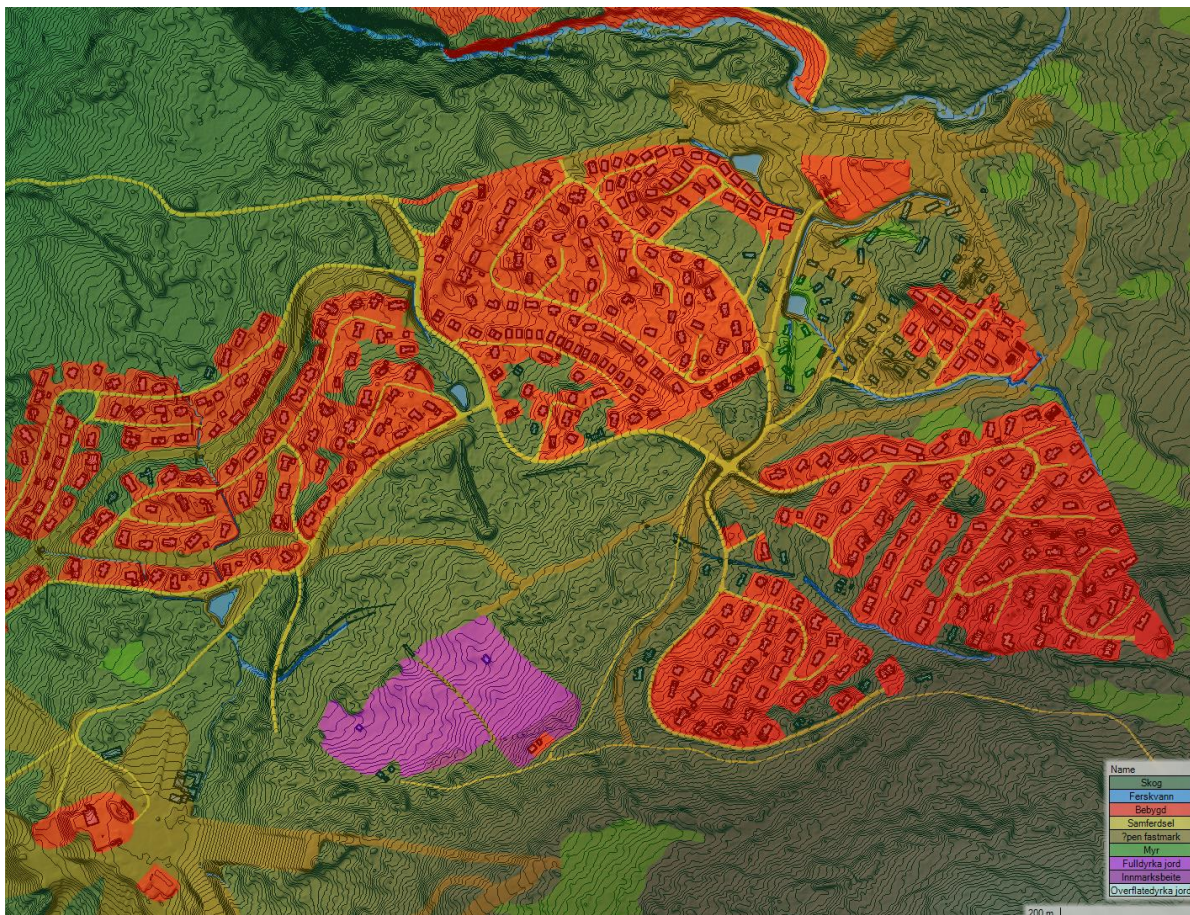 Name
Skog
Ferskvann
Bebygd
Samferdsel
?pen fastmark
Myr
Fulldyrka jord
Innmarksbeite
Overflatedyrka jord
200 m